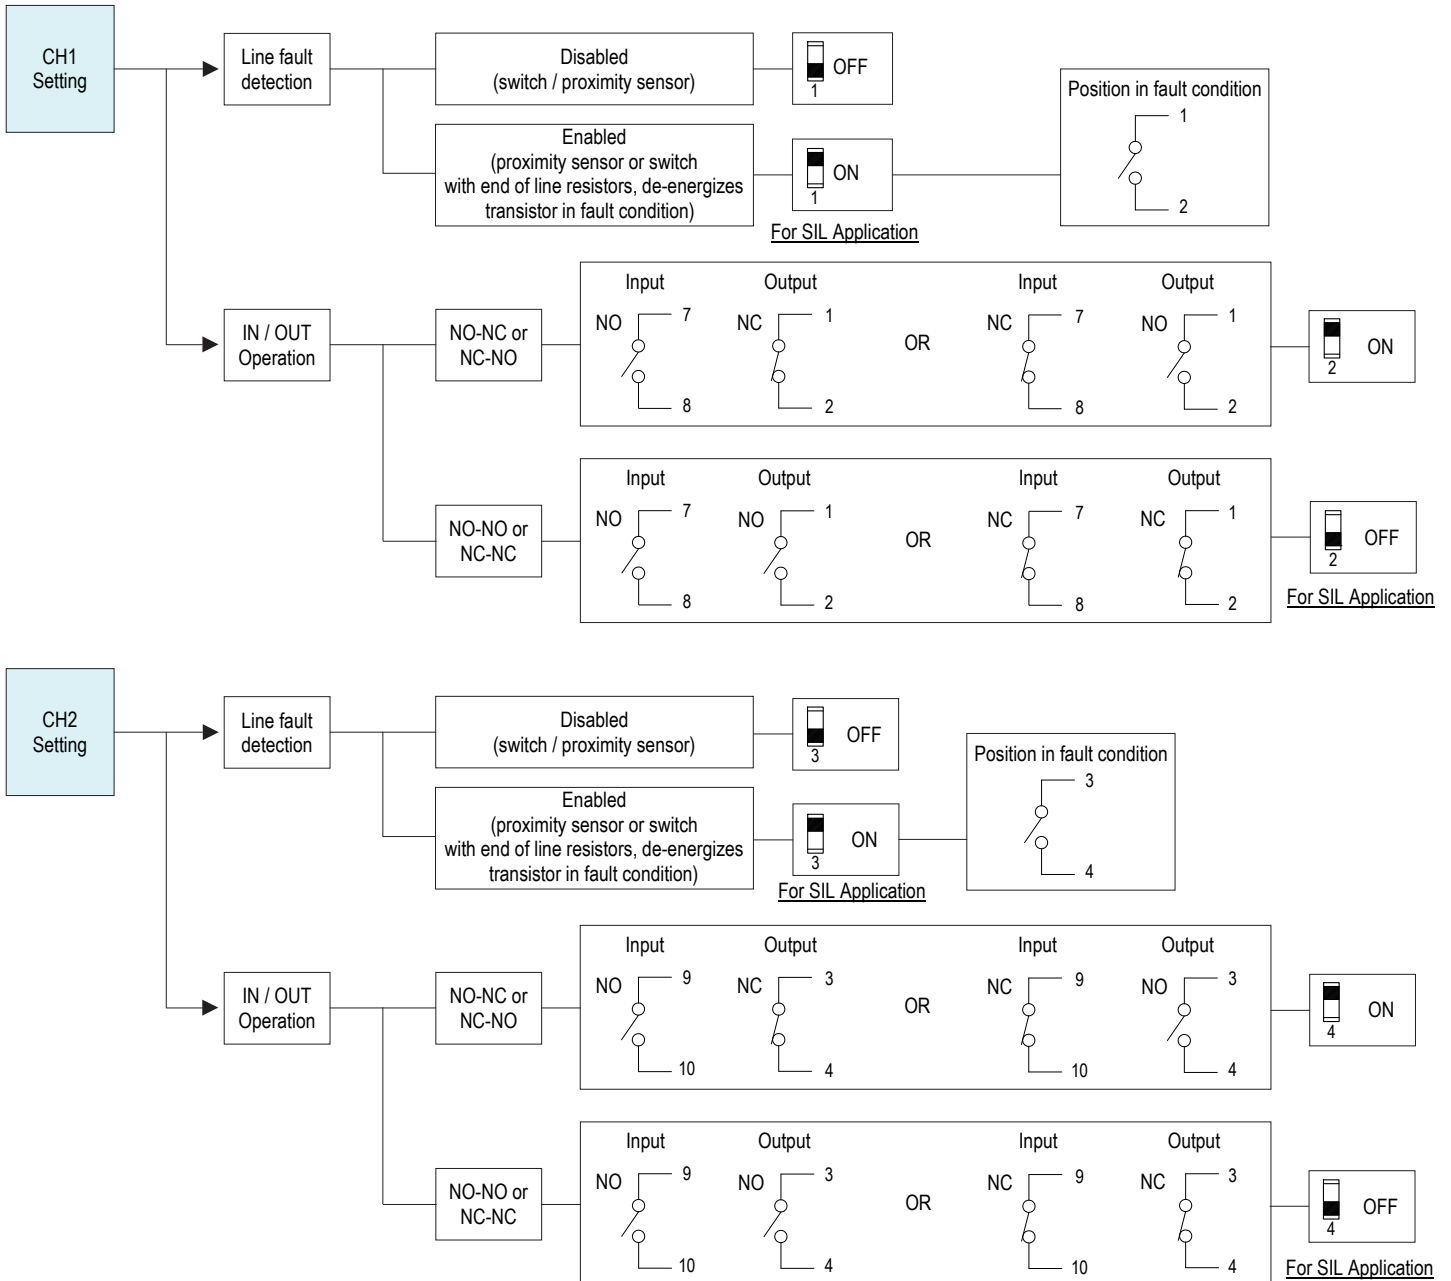 CH1
Setting
Line fault
detection
Disabled
(switch / proximity sensor)
OFF
1
Enabled
(proximity sensor or switch
with end of line resistors, de-energizes
transistor in fault condition)
ON
1
For SIL Application
Position in fault condition
1
2
IN / OUT
Operation
NO-NC or
NC-NO
Input
Output
Input
Output
NO
7
NC
1
OR
NC
7
NO
1
8
2
8
2
ON
2
NO-NO or
NC-NC
Input
Output
Input
Output
NO
7
NO
1
OR
NC
7
NC
1
8
2
8
2
OFF
2
For SIL Application
CH2
Setting
Line fault
detection
Disabled
(switch / proximity sensor)
OFF
3
Enabled
(proximity sensor or switch
with end of line resistors, de-energizes
transistor in fault condition)
ON
3
For SIL Application
Position in fault condition
3
4
IN / OUT
Operation
NO-NC or
NC-NO
Input
Output
Input
Output
NO
9
NC
3
OR
NC
9
NO
3
10
4
10
4
ON
4
NO-NO or
NC-NC
Input
Output
Input
Output
NO
9
NO
3
OR
NC
9
NC
3
10
4
10
4
OFF
4
For SIL Application